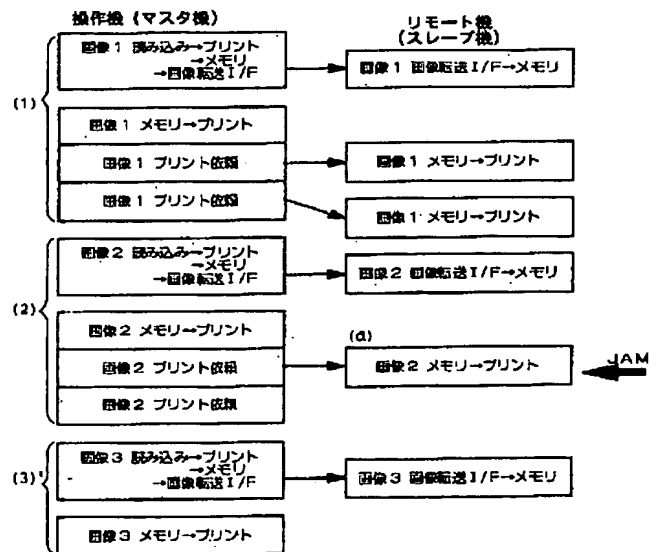 操作機 (マスタ機)
リモート機
(スレーブ機)
(1)
画像1 読み込み→プリント
→メモリ
→画像転送I/F
画像1 画像転送I/F→メモリ
画像1 メモリ→プリント
画像1 プリント依頼
画像1 メモリ→プリント
画像1 プリント依頼
画像1 メモリ→プリント
(2)
画像2 読み込み→プリント
→メモリ
→画像転送I/F
画像2 画像転送I/F→メモリ
画像2 メモリ→プリント
(a)
画像2 プリント依頼
画像2 メモリ→プリント
JAM
画像2 プリント依頼
(3)'
画像3 読み込み→プリント
→メモリ
→画像転送I/F
画像3 画像転送I/F→メモリ
画像3 メモリ→プリント